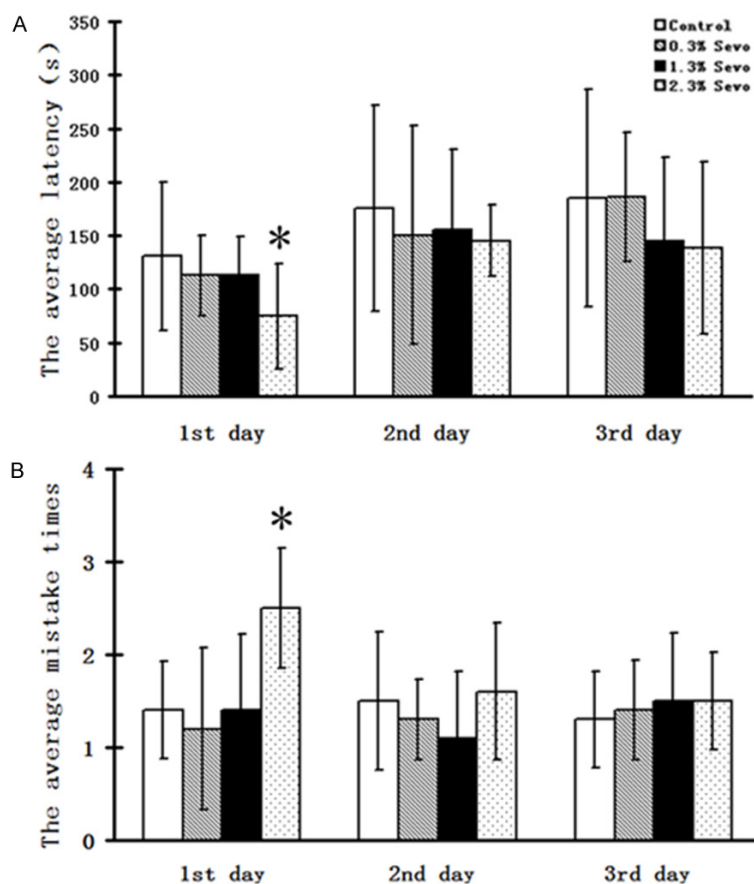 A
Control
0.3% Sevo
1.3% Sevo
2.3% Sevo
The average latency (s)
350
300
250
200
150
100
50
0
*
1st day 2nd day 3rd day
B
The average mistake times
4
3
2
1
0
*
1st day 2nd day 3rd day